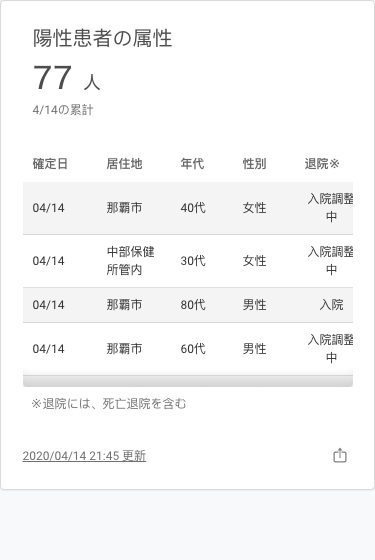 陽性患者の属性
77 人
4/14の累計
確定日 居住地 年代 性別 退院※
04/14 那覇市 40代 女性 入院調整
中
04/14 中部保健
所管内 30代 女性 入院調整
中
04/14 那覇市 80代 男性 入院
04/14 那覇市 60代 男性 入院調整
中
※退院には、死亡退院を含む
2020/04/14 21:45 更新